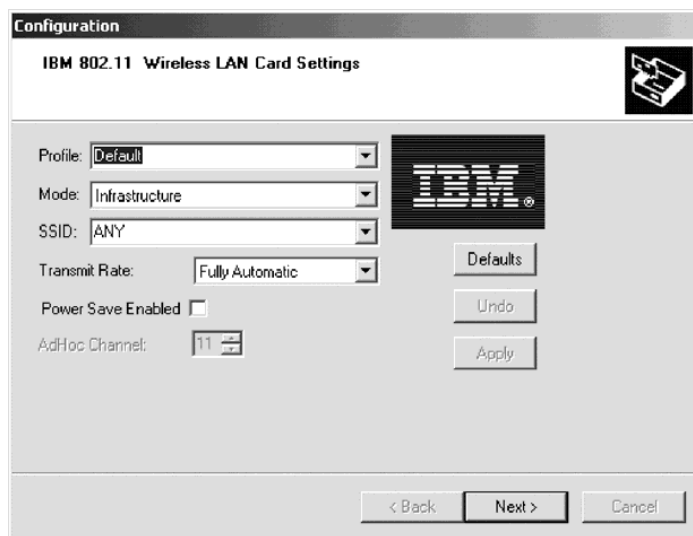 Configuration
IBM 802.11 Wireless LAN Card Settings
Profile: Default
Mode: Infrastructure
SSID: ANY
Transmit Rate: Fully Automatic
Power Save Enabled
AdHoc Channel: 11
IBM®
Defaults
Undo
Apply
< Back
Next >
Cancel